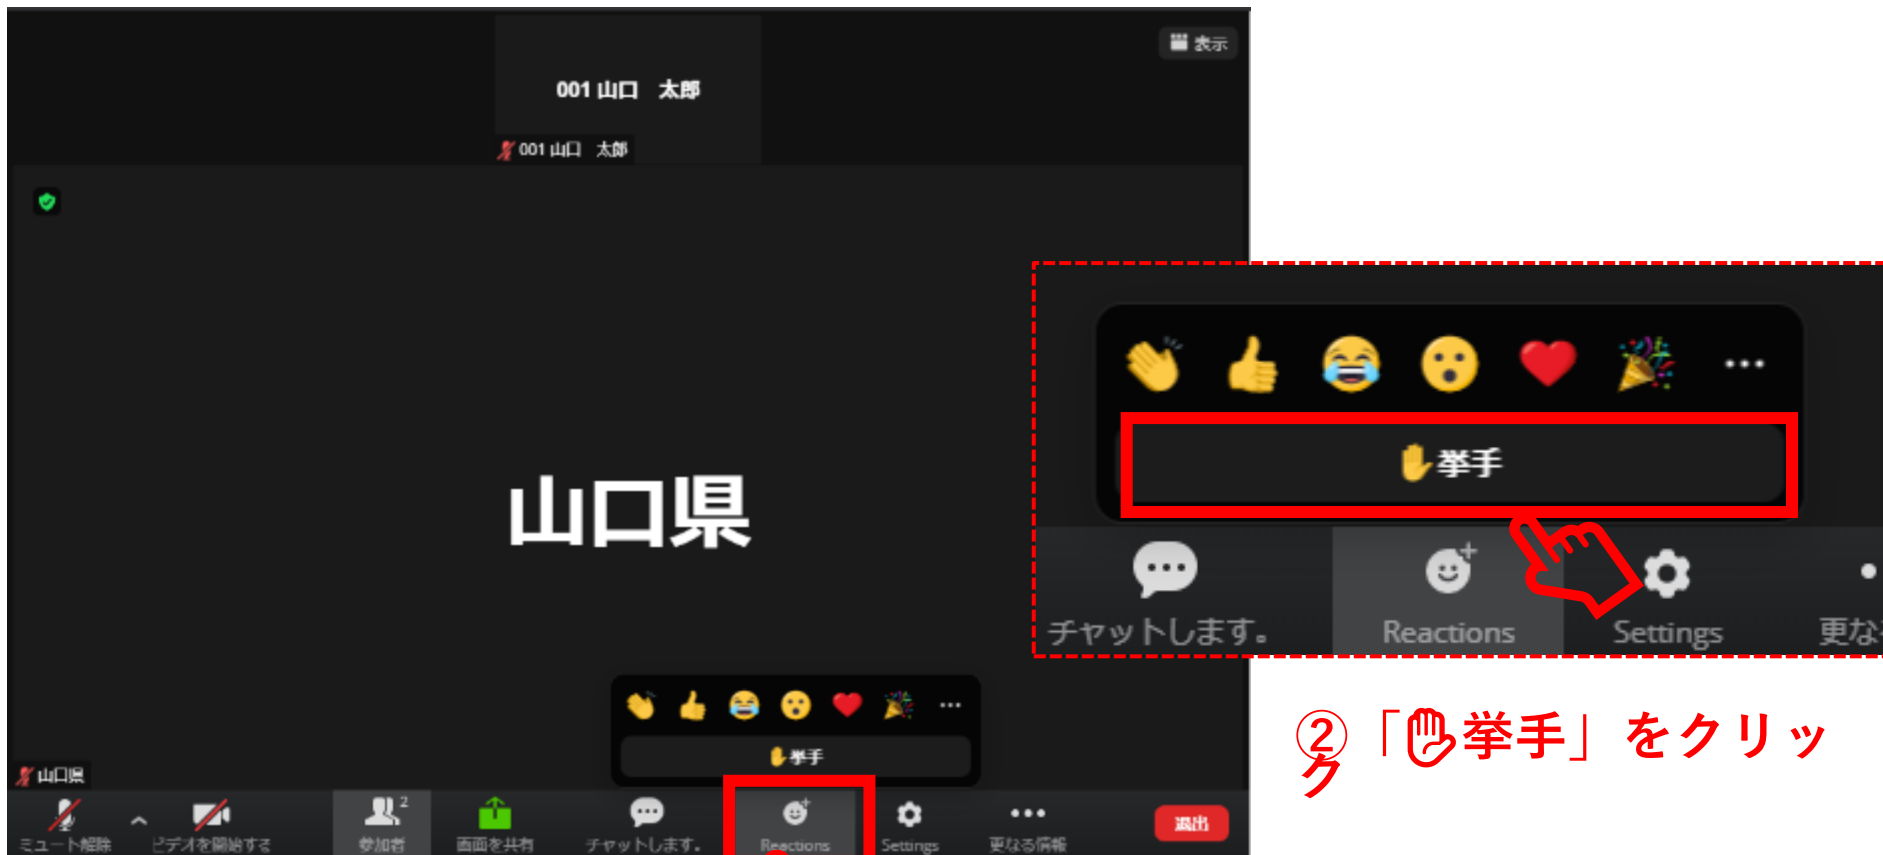 表示
001 山口　太郎
001 山口　太郎
山口県
✋挙手
チャットします。 Reactions Settings 更な
②「✋挙手」をクリッ
ク
✋挙手
山口県
2
ミュート解除 ビデオを開始する 参加者 画面を共有 チャットします。 Reactions Settings 更なる情報 退出